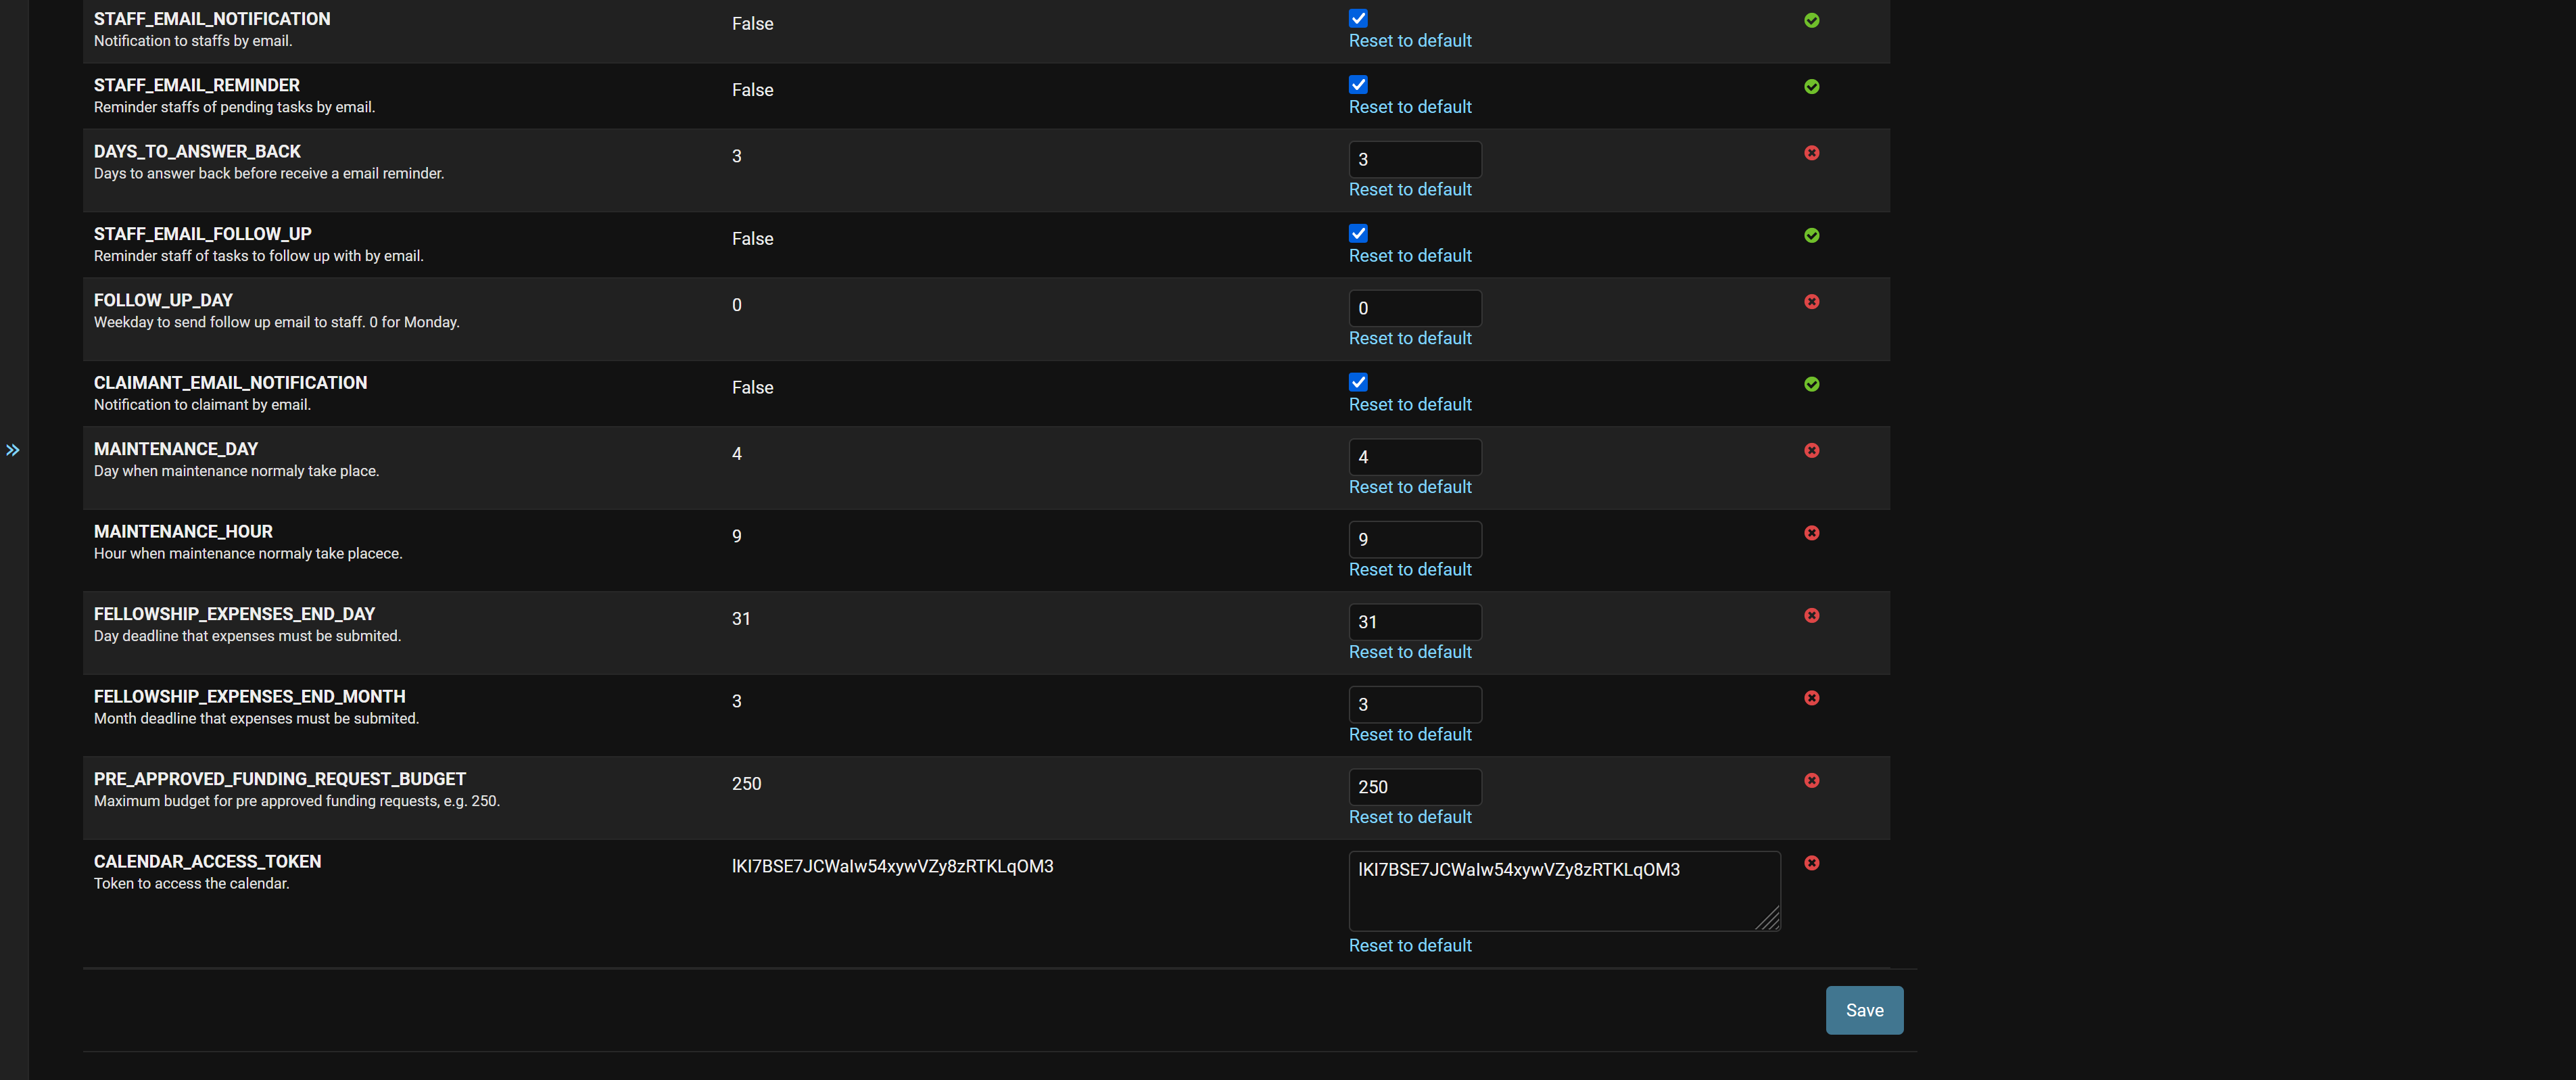 STAFF_EMAIL_NOTIFICATION
Notification to staffs by email.
False
Reset to default
STAFF_EMAIL_REMINDER
Reminder staffs of pending tasks by email.
False
Reset to default
DAYS_TO_ANSWER_BACK
Days to answer back before receive a email reminder.
3
3
Reset to default
STAFF_EMAIL_FOLLOW_UP
Reminder staff of tasks to follow up with by email.
False
Reset to default
FOLLOW_UP_DAY
Weekday to send follow up email to staff. 0 for Monday.
0
0
Reset to default
CLAIMANT_EMAIL_NOTIFICATION
Notification to claimant by email.
False
Reset to default
MAINTENANCE_DAY
Day when maintenance normaly take place.
4
4
Reset to default
MAINTENANCE_HOUR
Hour when maintenance normaly take placece.
9
9
Reset to default
FELLOWSHIP_EXPENSES_END_DAY
Day deadline that expenses must be submited.
31
31
Reset to default
FELLOWSHIP_EXPENSES_END_MONTH
Month deadline that expenses must be submited.
3
3
Reset to default
PRE_APPROVED_FUNDING_REQUEST_BUDGET
Maximum budget for pre approved funding requests, e.g. 250.
250
250
Reset to default
CALENDAR_ACCESS_TOKEN
Token to access the calendar.
lKI7BSE7JCWaIw54xywVZy8zRTKLqOM3
lKI7BSE7JCWaIw54xywVZy8zRTKLqOM3
Reset to default
Save